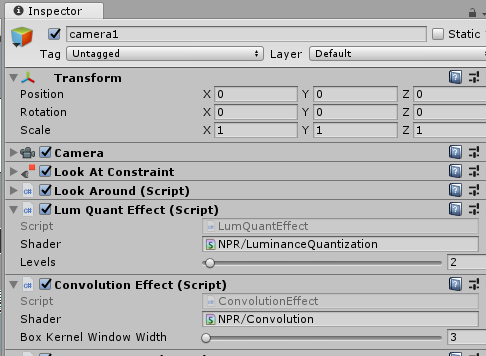 Inspector
camera1 Static
Tag Untagged Layer Default
Transform
Position X 0 Y 0 Z 0
Rotation X 0 Y 0 Z 0
Scale X 1 Y 1 Z 1
Camera
Look At Constraint
Look Around (Script)
Lum Quant Effect (Script)
Script LumQuantEffect
Shader NPR/LuminanceQuantization
Levels 2
Convolution Effect (Script)
Script ConvolutionEffect
Shader NPR/Convolution
Box Kernel Window Width 3